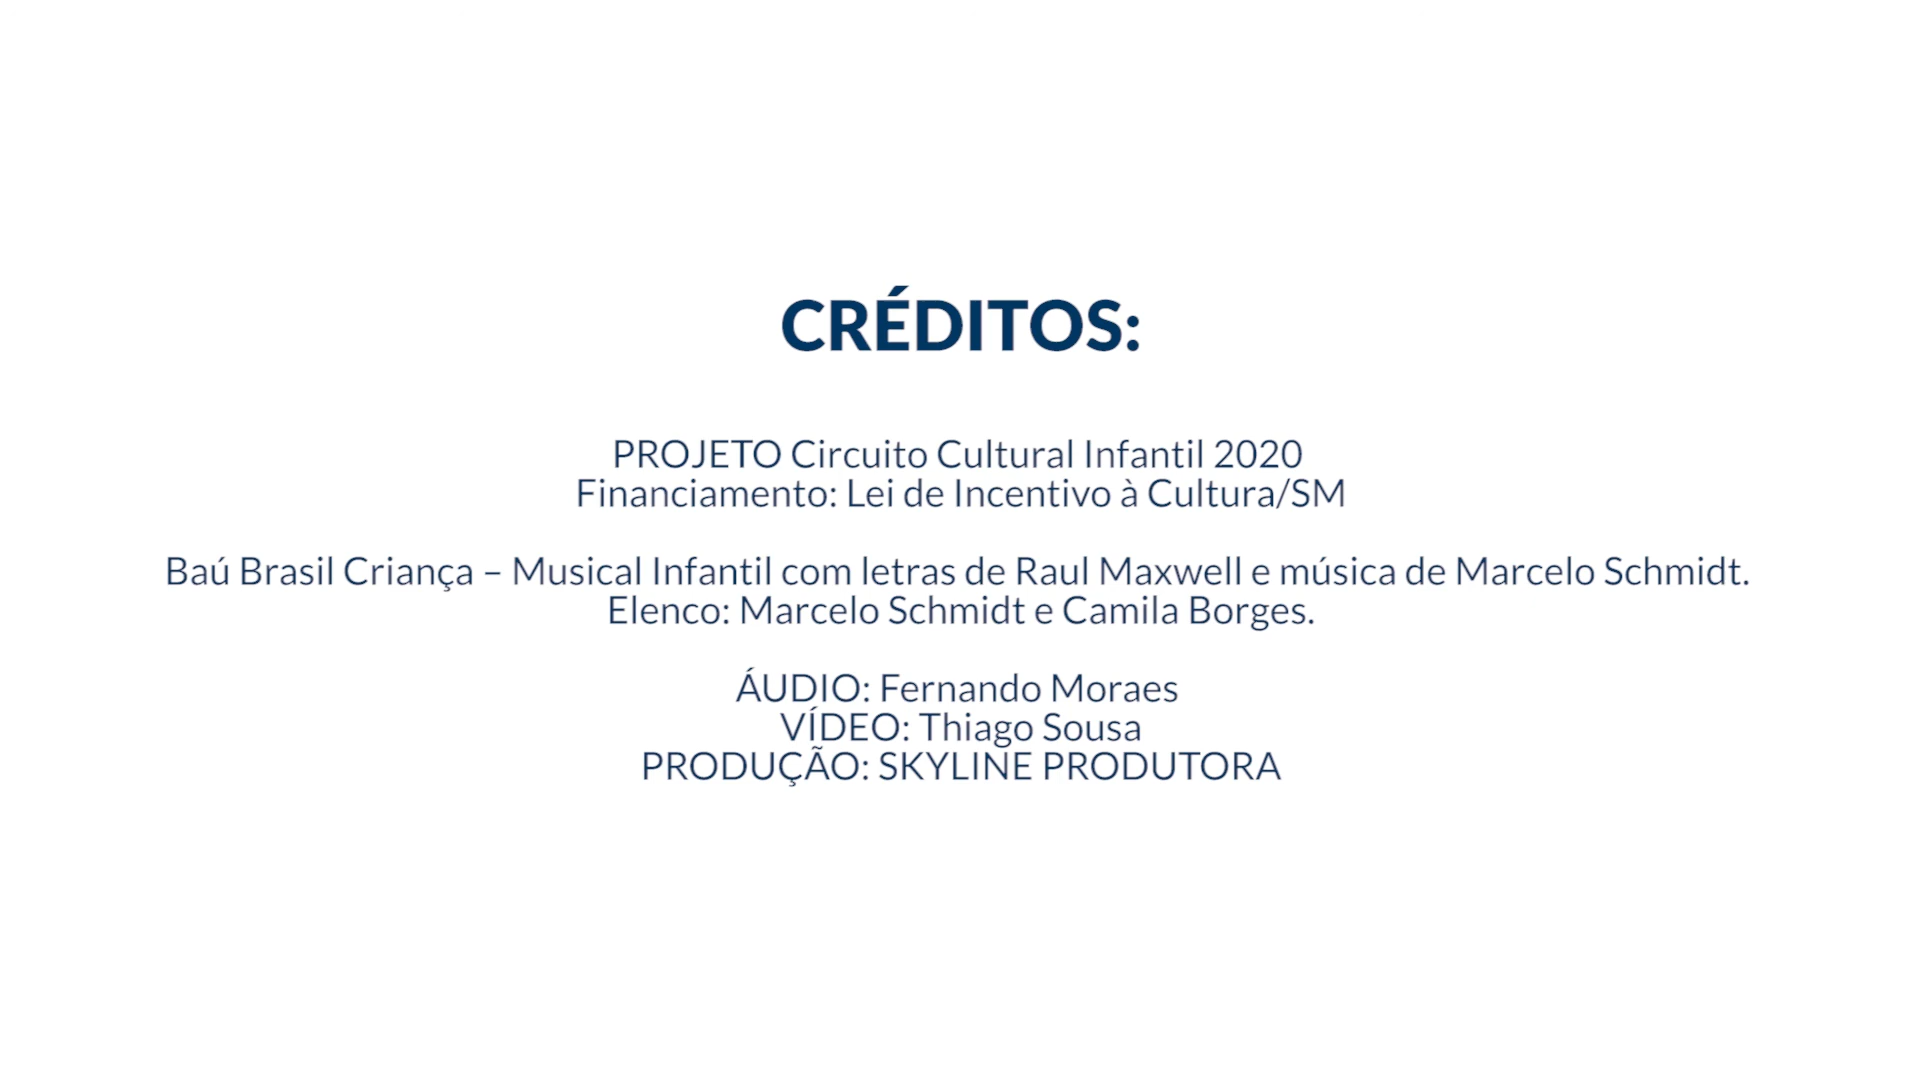 CRÉDITOS:
PROJETO Circuito Cultural Infantil 2020
Financiamento: Lei de Incentivo à Cultura/SM
Baú Brasil Criança – Musical Infantil com letras de Raul Maxwell e música de Marcelo Schmidt.
Elenco: Marcelo Schmidt e Camila Borges.
ÁUDIO: Fernando Moraes
VÍDEO: Thiago Sousa
PRODUÇÃO: SKYLINE PRODUTORA